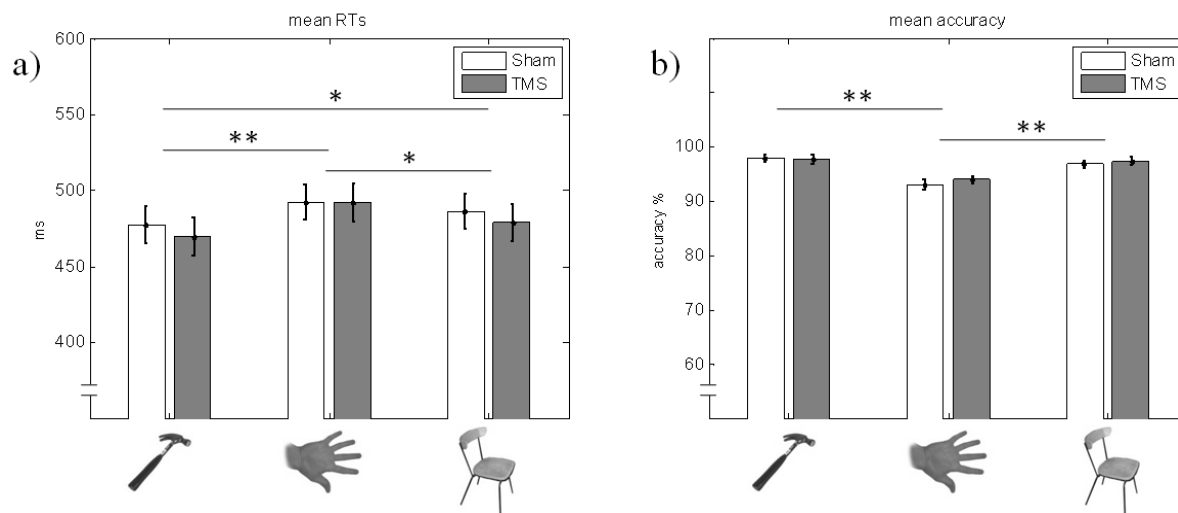 mean RTs
a)
600
550
500
450
400
ms
Sham
TMS
*
**
*
mean accuracy
b)
100
90
80
70
60
accuracy %
Sham
TMS
**
**